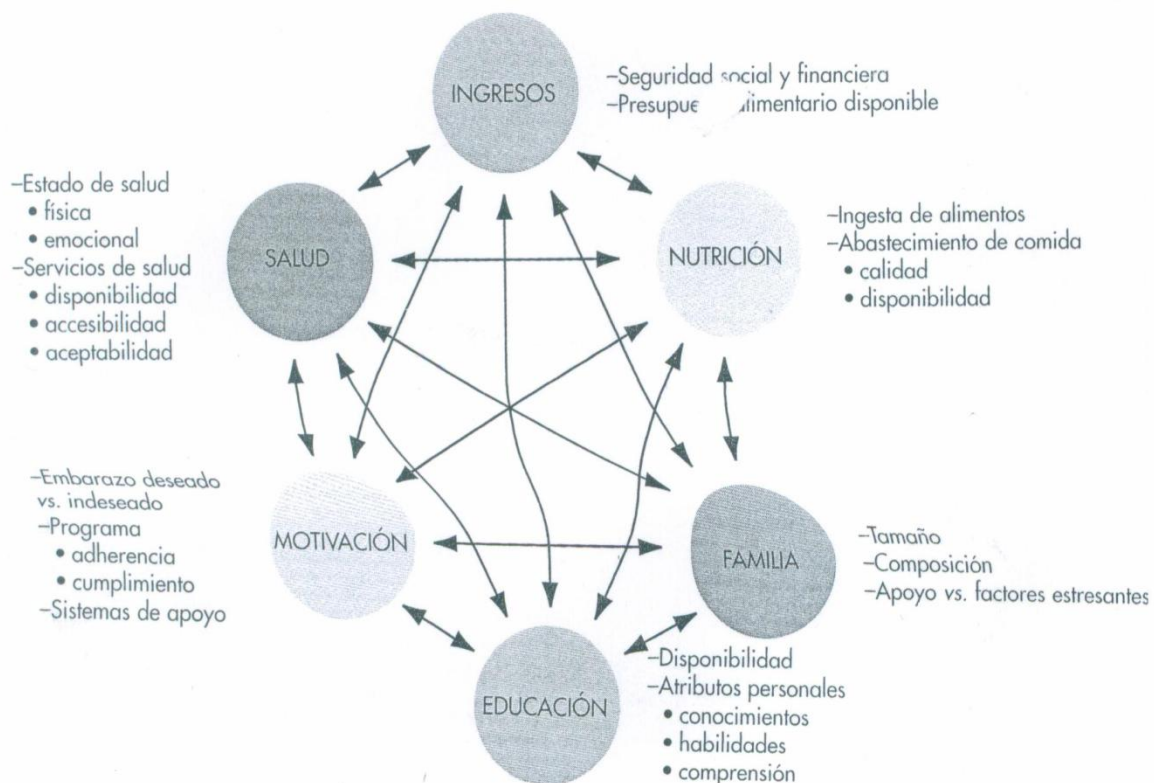 INGRESOS
–Seguridad social y financiera
–Presupue limentario disponible
–Estado de salud
• física
• emocional
–Servicios de salud
• disponibilidad
• accesibilidad
• aceptabilidad
SALUD
NUTRICIÓN
–Ingesta de alimentos
–Abastecimiento de comida
• calidad
• disponibilidad
–Embarazo deseado
vs. indeseado
–Programa
• adherencia
• cumplimiento
–Sistemas de apoyo
MOTIVACIÓN
FAMILIA
–Tamaño
–Composición
–Apoyo vs. factores estresantes
EDUCACIÓN
–Disponibilidad
–Atributos personales
• conocimientos
• habilidades
• comprensión